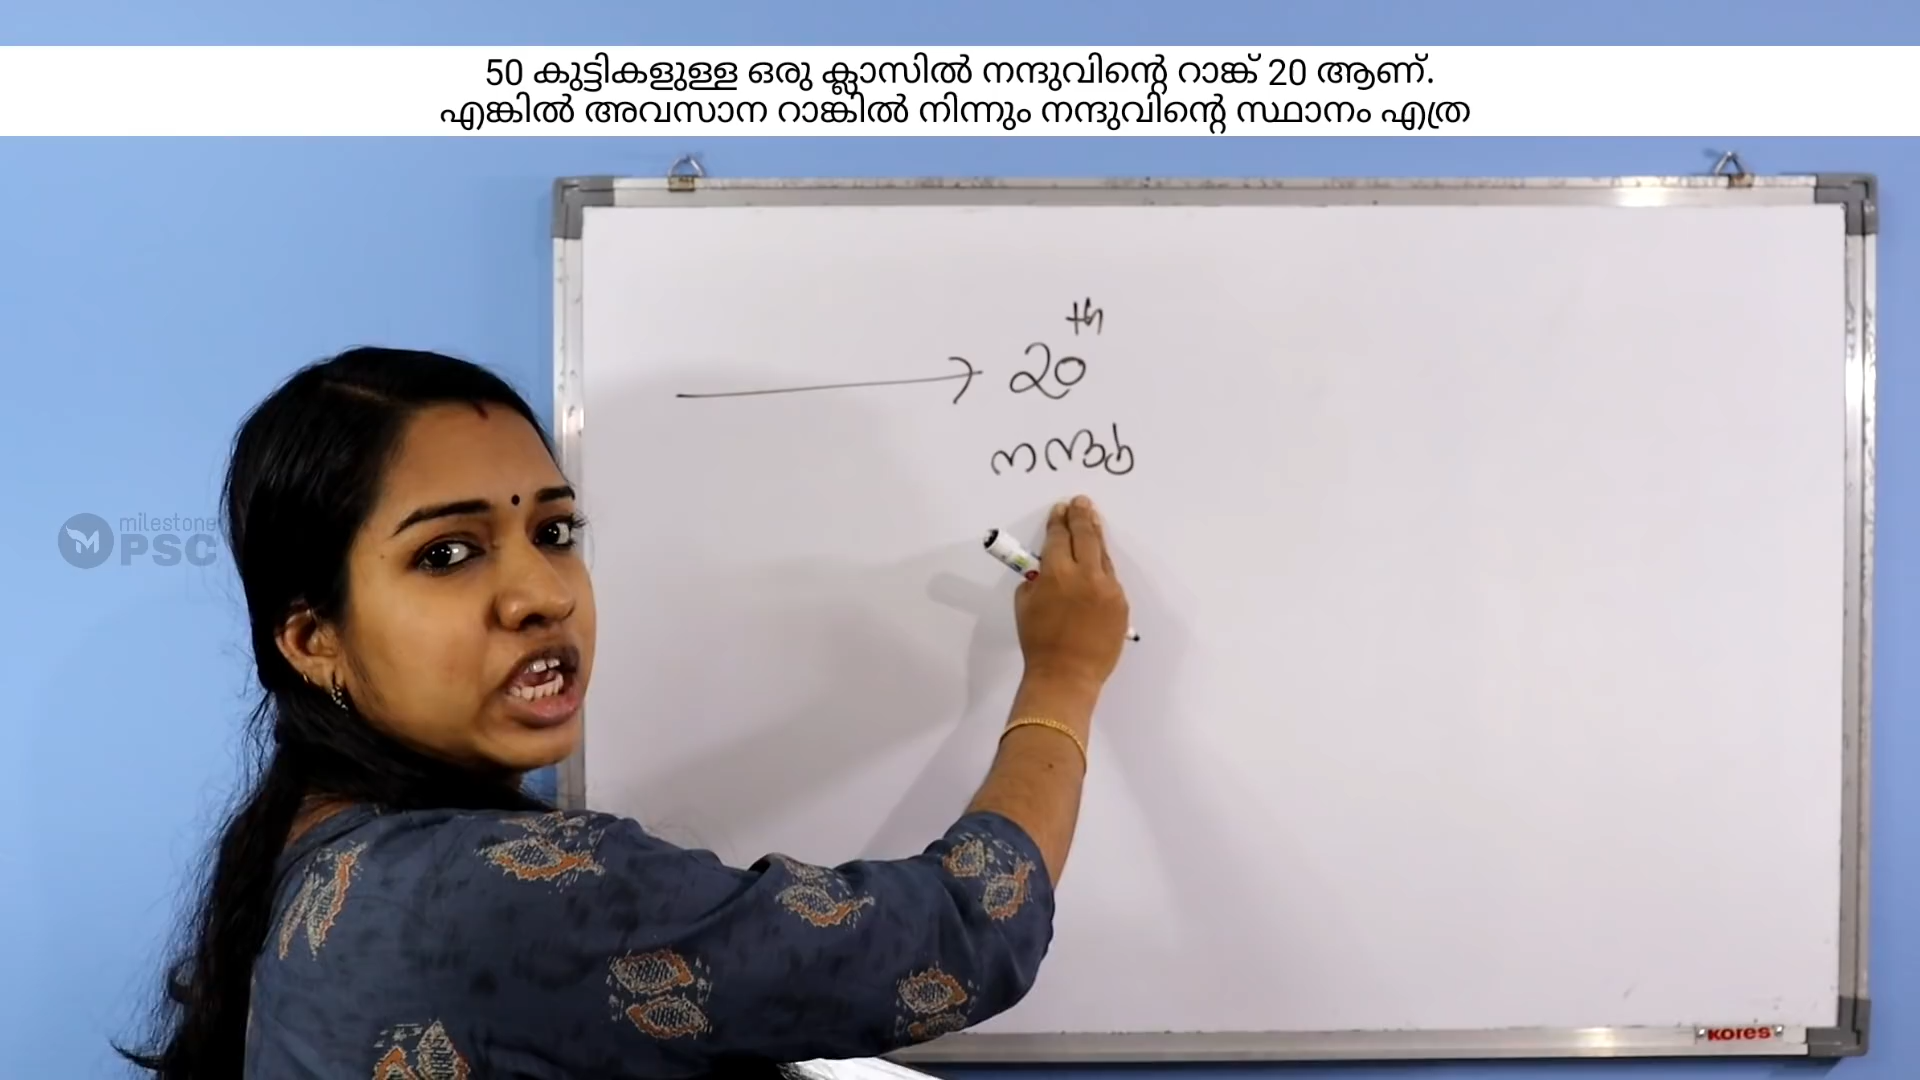 50 കുട്ടികളുള്ള ഒരു ക്ലാസിൽ നന്ദുവിന്റെ റാങ്ക് 20 ആണ്.
എങ്കിൽ അവസാന റാങ്കിൽ നിന്നും നന്ദുവിന്റെ സ്ഥാനം എത്ര
20th
നന്ദു
milestone
PSC
KORES